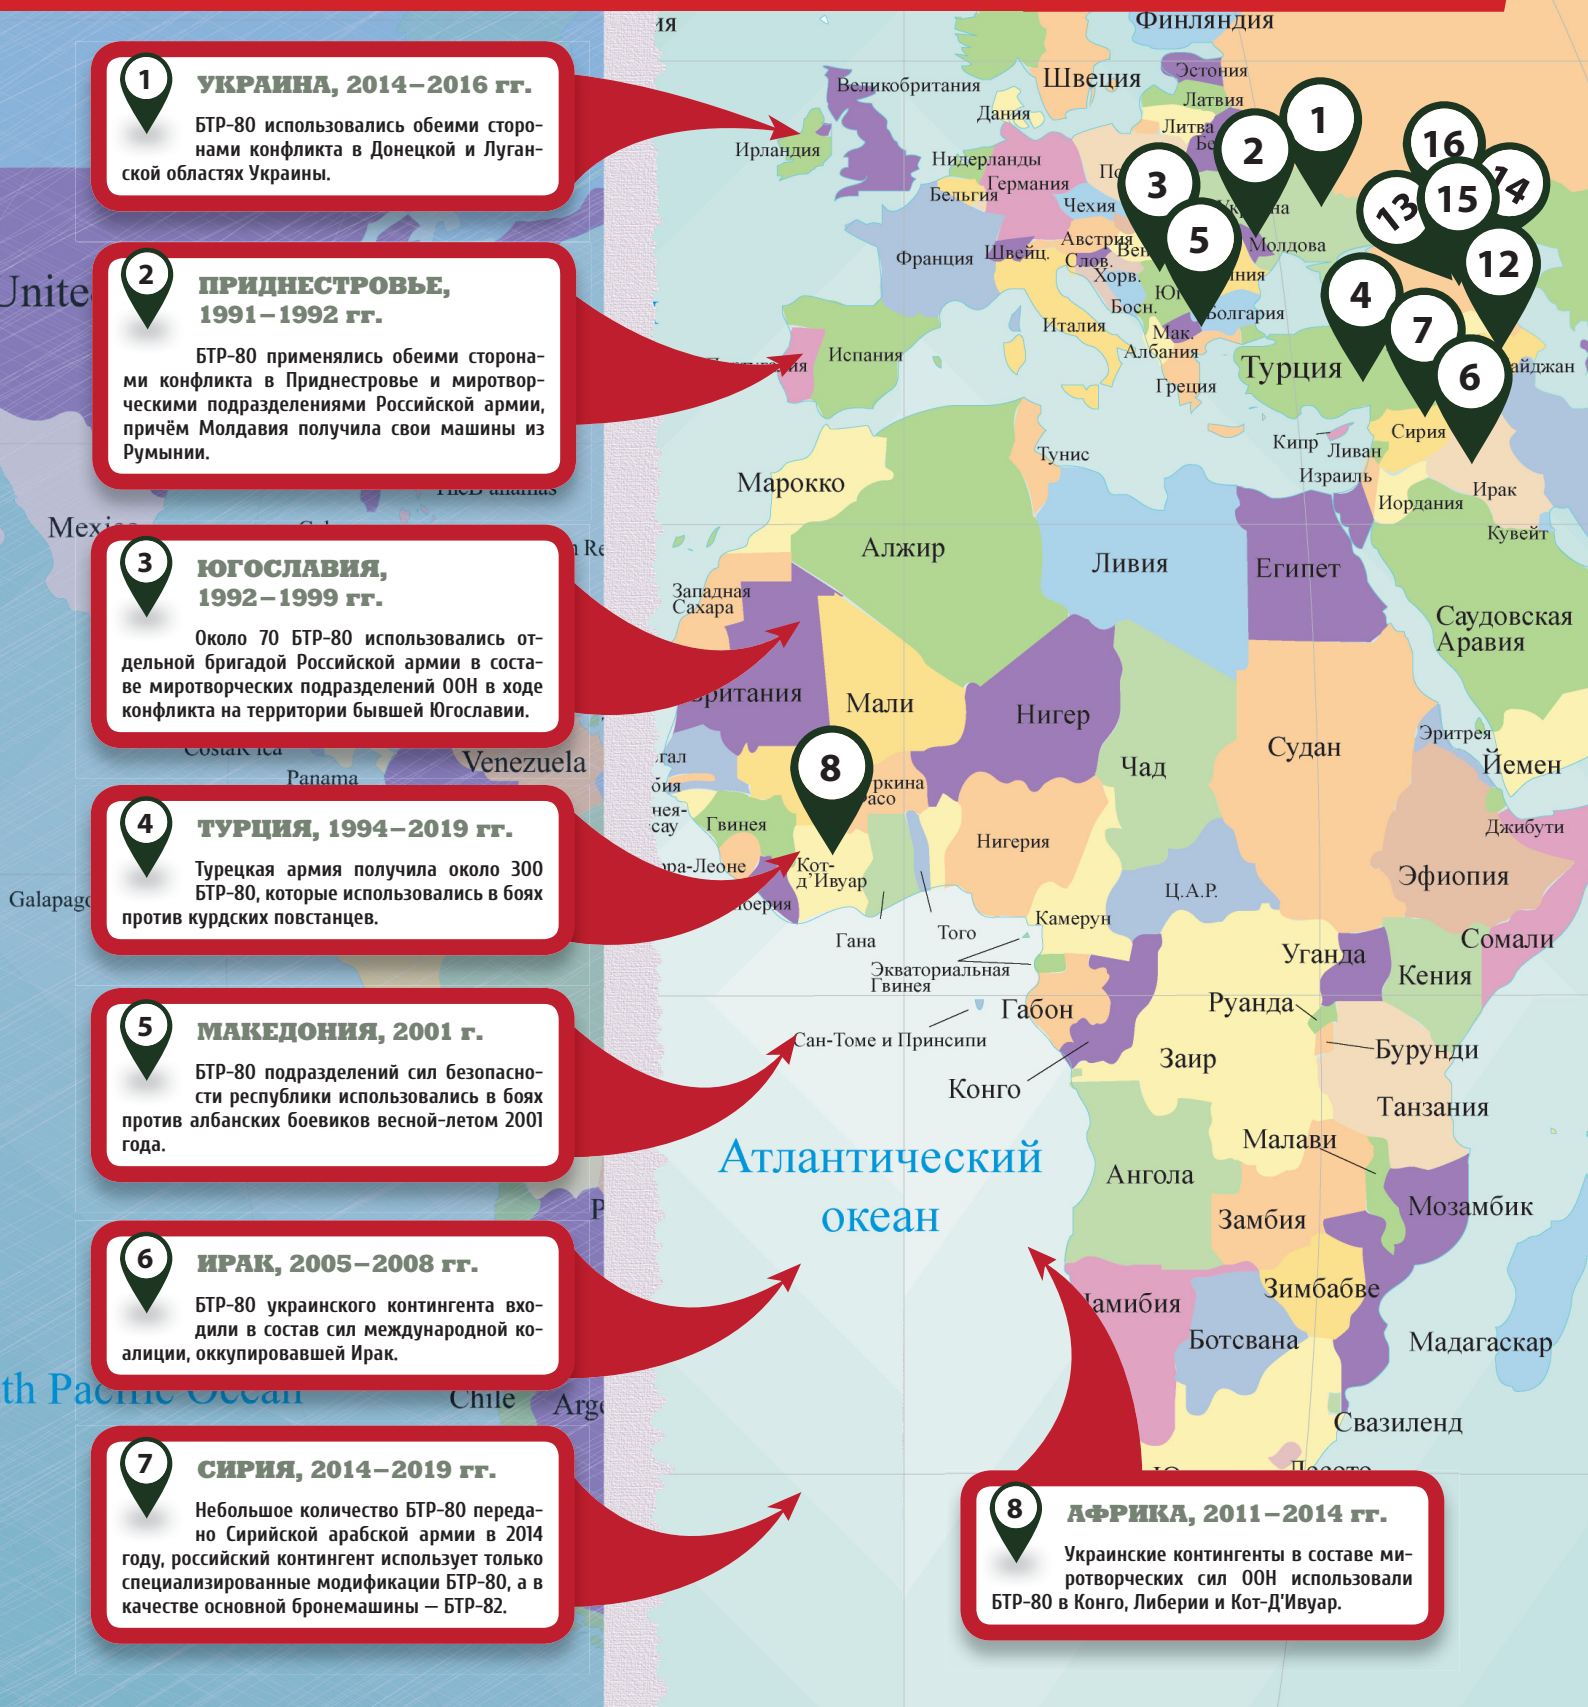 1
УКРАИНА, 2014–2016 гг.
БТР-80 использовались обеими сторо-
нами конфликта в Донецкой и Луган-
ской областях Украины.
2
ПРИДНЕСТРОВЬЕ,
1991–1992 гг.
БТР-80 применялись обеими сторона-
ми конфликта в Приднестровье и миротвор-
ческими подразделениями Российской армии,
причём Молдавия получила свои машины из
Румынии.
3
ЮГОСЛАВИЯ,
1992–1999 гг.
Около 70 БТР-80 использовались от-
дельной бригадой Российской армии в соста-
ве миротворческих подразделений ООН в ходе
конфликта на территории бывшей Югославии.
4
ТУРЦИЯ, 1994–2019 гг.
Турецкая армия получила около 300
БТР-80, которые использовались в боях
против курдских повстанцев.
5
МАКЕДОНИЯ, 2001 г.
БТР-80 подразделений сил безопасно-
сти республики использовались в боях
против албанских боевиков весной-летом 2001
года.
6
ИРАК, 2005–2008 гг.
БТР-80 украинского контингента вхо-
дили в состав сил международной ко-
алиции, оккупировавшей Ирак.
7
СИРИЯ, 2014–2019 гг.
Небольшое количество БТР-80 переда-
но Сирийской арабской армии в 2014
году, российский контингент использует только
специализированные модификации БТР-80, а в
качестве основной бронемашины — БТР-82.
8
АФРИКА, 2011–2014 гг.
Украинские контингенты в составе ми-
ротворческих сил ООН использовали
БТР-80 в Конго, Либерии и Кот-Д'Ивуар.
Panama
Venezuela
Chile
Финляндия
Швеция
Эстония
Латвия
Литва
Великобритания
Дания
Ирландия
Нидерланды
Германия
Бельгия
Чехия
Австрия
Франция
Швейц.
Слов.
Хорв.
Босн.
Молдова
Италия
Мак.
Болгария
Албания
Греция
Испания
Турция
Кипр
Сирия
Ливан
Израиль
Иордания
Ирак
Кувейт
1
2
3
5
16
13
15
14
12
4
7
6
8
Тунис
Марокко
Алжир
Ливия
Египет
Саудовская
Аравия
Западная
Сахара
Мали
Нигер
Чад
Судан
Эритрея
Йемен
Джибути
Гвинея
Кот-
д'Ивуар
Нигерия
Ц.А.Р.
Эфиопия
Гана
Того
Камерун
Экваториальная
Гвинея
Габон
Уганда
Кения
Сомали
Руанда
Сан-Томе и Принсипи
Заир
Бурунди
Конго
Танзания
Атлантический
океан
Малави
Ангола
Замбия
Мозамбик
Зимбабве
Ботсвана
Мадагаскар
Свазиленд